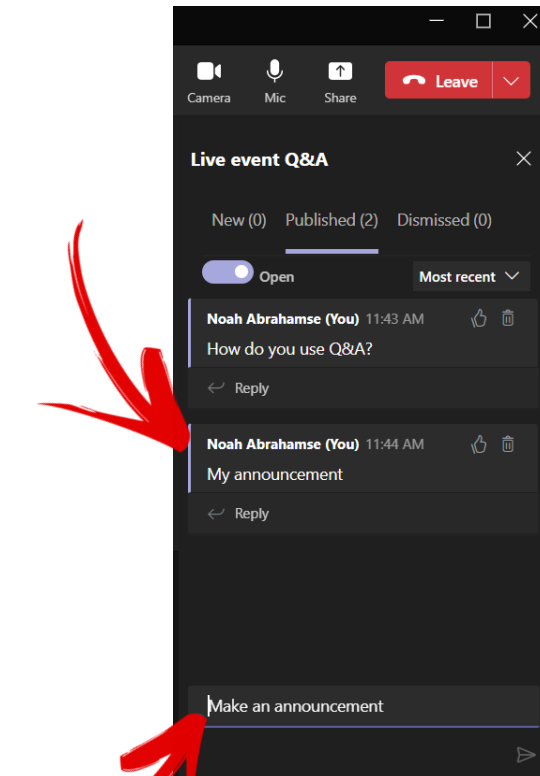 Camera Mic Share Leave
Live event Q&A
New (0) Published (2) Dismissed (0)
Open Most recent
Noah Abrahamse (You) 11:43 AM
How do you use Q&A?
Reply
Noah Abrahamse (You) 11:44 AM
My announcement
Reply
Make an announcement